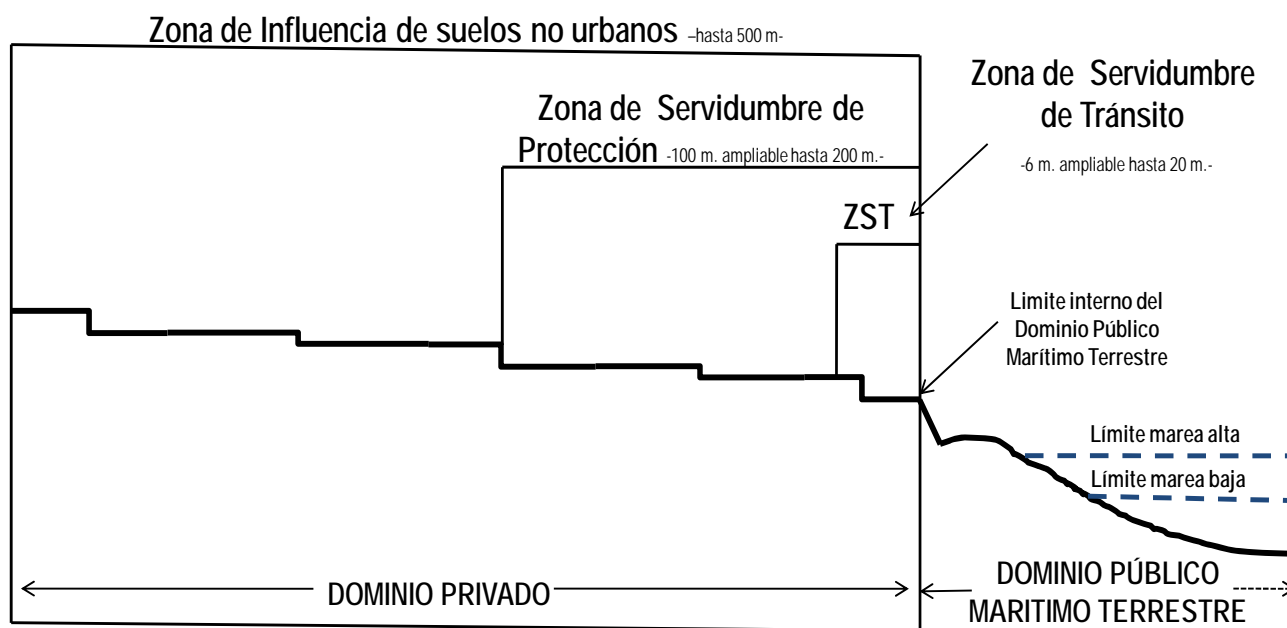 Zona de Influencia de suelos no urbanos –hasta 500 m-
Zona de Servidumbre
de Tránsito
-6 m. ampliable hasta 20 m.-
Zona de Servidumbre de
Protección -100 m. ampliable hasta 200 m.-
ZST
Limite interno del
Dominio Público
Marítimo Terrestre
Límite marea alta
Límite marea baja
DOMINIO PRIVADO
DOMINIO PÚBLICO
MARITIMO TERRESTRE